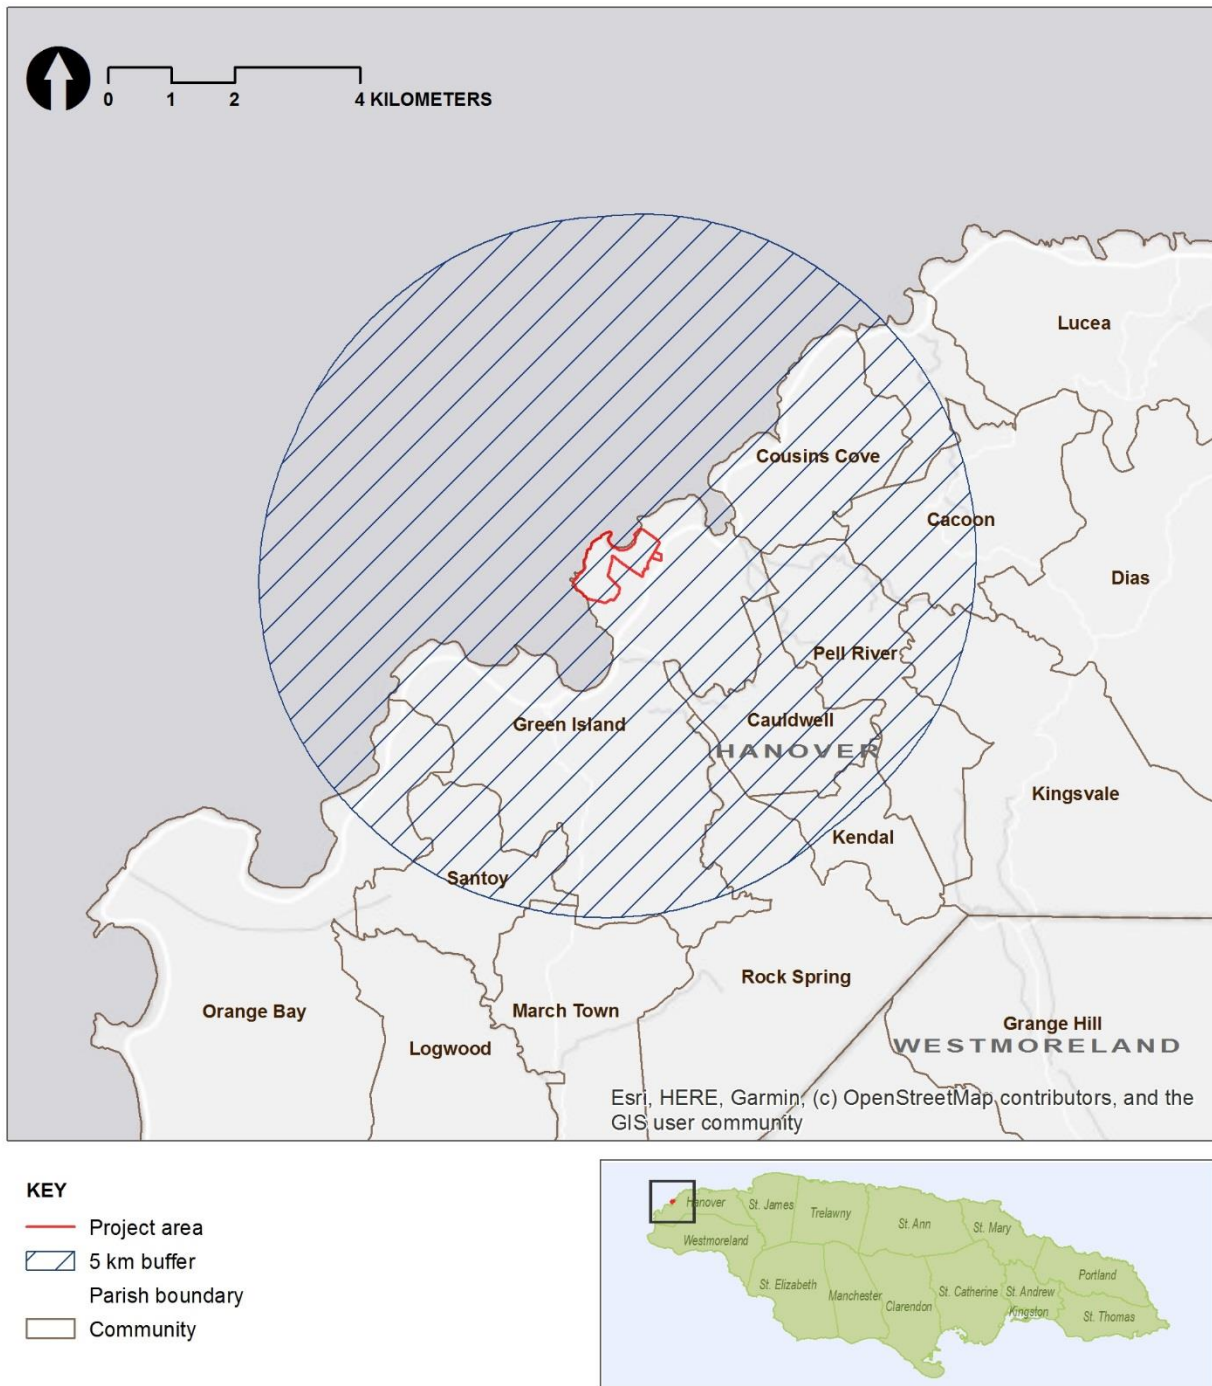 0 1 2 4 KILOMETERS
Lucea
Cousins Cove
Cacoon
Dias
Pell River
Green Island
Cauldwell
HANOVER
Kingsvale
Kendal
Santoy
Rock Spring
Orange Bay
March Town
Logwood
Grange Hill
WESTMORELAND
Esri, HERE, Garmin, (c) OpenStreetMap contributors, and the
GIS user community
KEY
Project area
5 km buffer
Parish boundary
Community
Hanover
St. James
Trelawny
St. Ann
St. Mary
Westmoreland
Portland
St. Elizabeth
Manchester
Clarendon
St. Catherine
St. Andrew
Kingston
St. Thomas